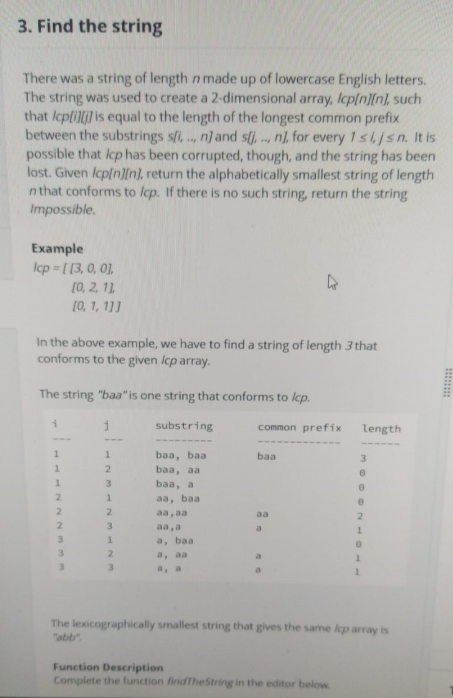 3. Find the string
There was a string of length n made up of lowercase English letters.
The string was used to create a 2-dimensional array, lcp[n][n], such
that lcp[i][j] is equal to the length of the longest common prefix
between the substrings s[i, .., n] and s[j, .., n], for every 1 ≤ i, j ≤ n. It is
possible that lcp has been corrupted, though, and the string has been
lost. Given lcp[n][n], return the alphabetically smallest string of length
n that conforms to lcp. If there is no such string, return the string
Impossible.
Example
lcp = [ [3, 0, 0],
[0, 2, 1],
[0, 1, 1] ]
In the above example, we have to find a string of length 3 that
conforms to the given lcp array.
The string "baa" is one string that conforms to lcp.
i j substring common prefix length
--- --- --------- ------------- ------
1 1 baa, baa baa 3
1 2 baa, aa 0
1 3 baa, a 0
2 1 aa, baa 0
2 2 aa,aa aa 2
2 3 aa,a a 1
3 1 a, baa 0
3 2 a, aa a 1
3 3 a, a a 1
The lexicographically smallest string that gives the same lcp array is
"abb".
Function Description
Complete the function findTheString in the editor below.